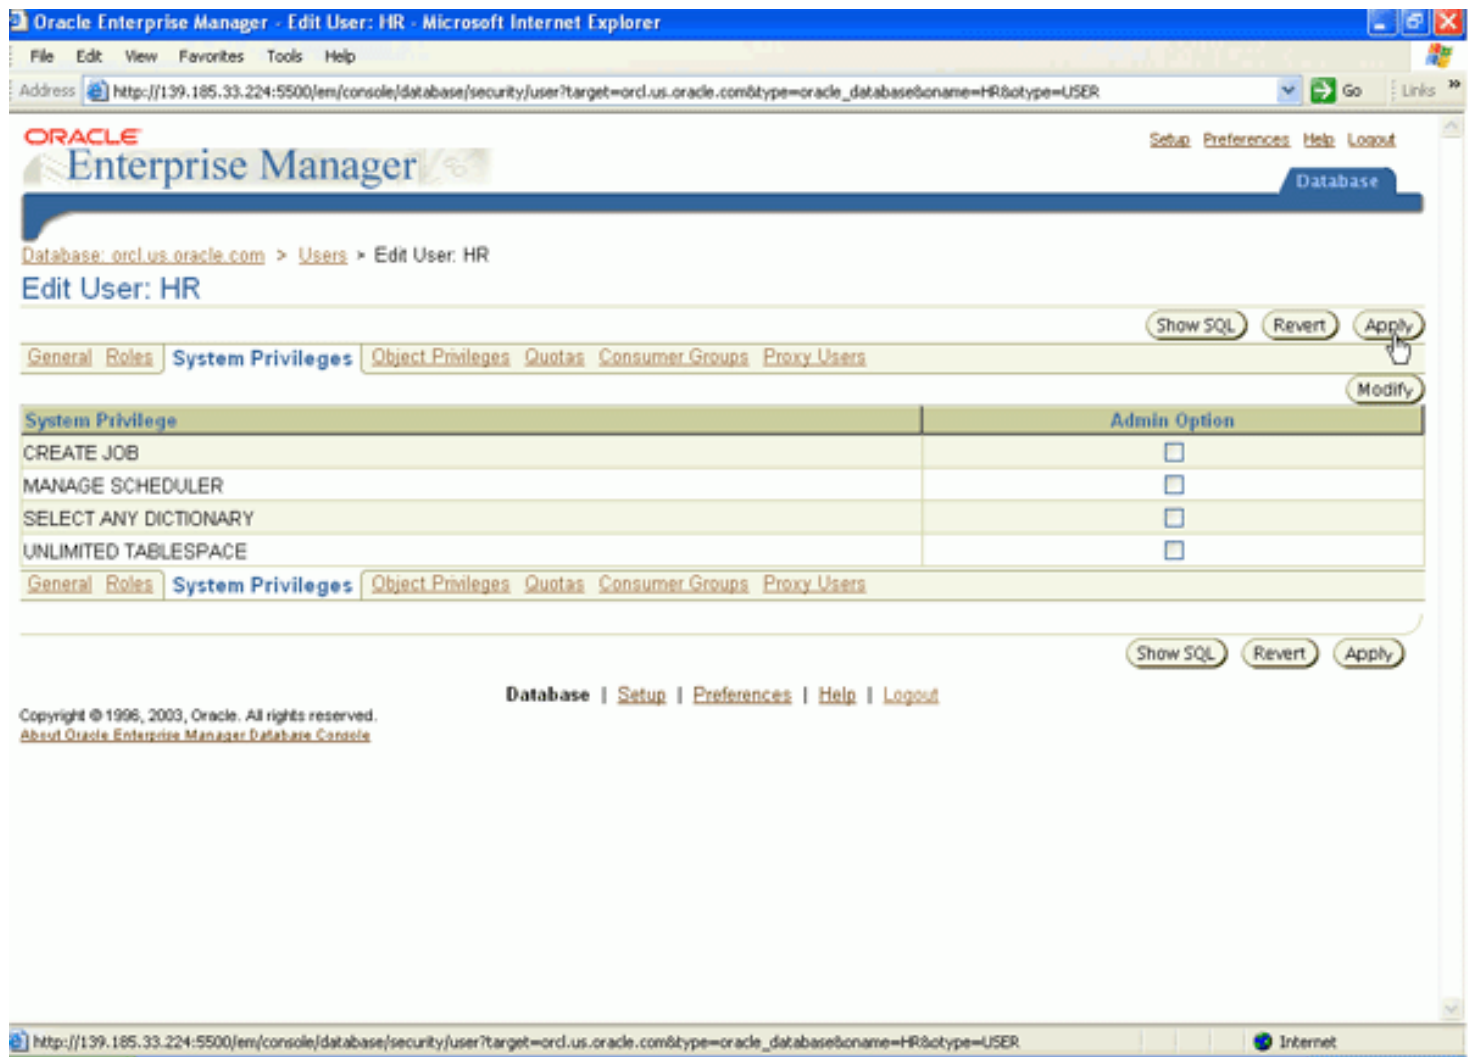 Oracle Enterprise Manager - Edit User: HR - Microsoft Internet Explorer
File Edit View Favorites Tools Help
Address http://139.185.33.224:5500/em/console/database/security/user?target=orcl.us.oracle.com&type=oracle_database&oname=HR&otype=USER Go Links »
ORACLE
Enterprise Manager
Setup Preferences Help Logout
Database
Database: orcl.us.oracle.com > Users > Edit User: HR
Edit User: HR
Show SQL Revert Apply
General Roles System Privileges Object Privileges Quotas Consumer Groups Proxy Users
Modify
System Privilege Admin Option
CREATE JOB
MANAGE SCHEDULER
SELECT ANY DICTIONARY
UNLIMITED TABLESPACE
General Roles System Privileges Object Privileges Quotas Consumer Groups Proxy Users
Show SQL Revert Apply
Database | Setup | Preferences | Help | Logout
Copyright © 1996, 2003, Oracle. All rights reserved.
About Oracle Enterprise Manager Database Console
http://139.185.33.224:5500/em/console/database/security/user?target=orcl.us.oracle.com&type=oracle_database&oname=HR&otype=USER Internet